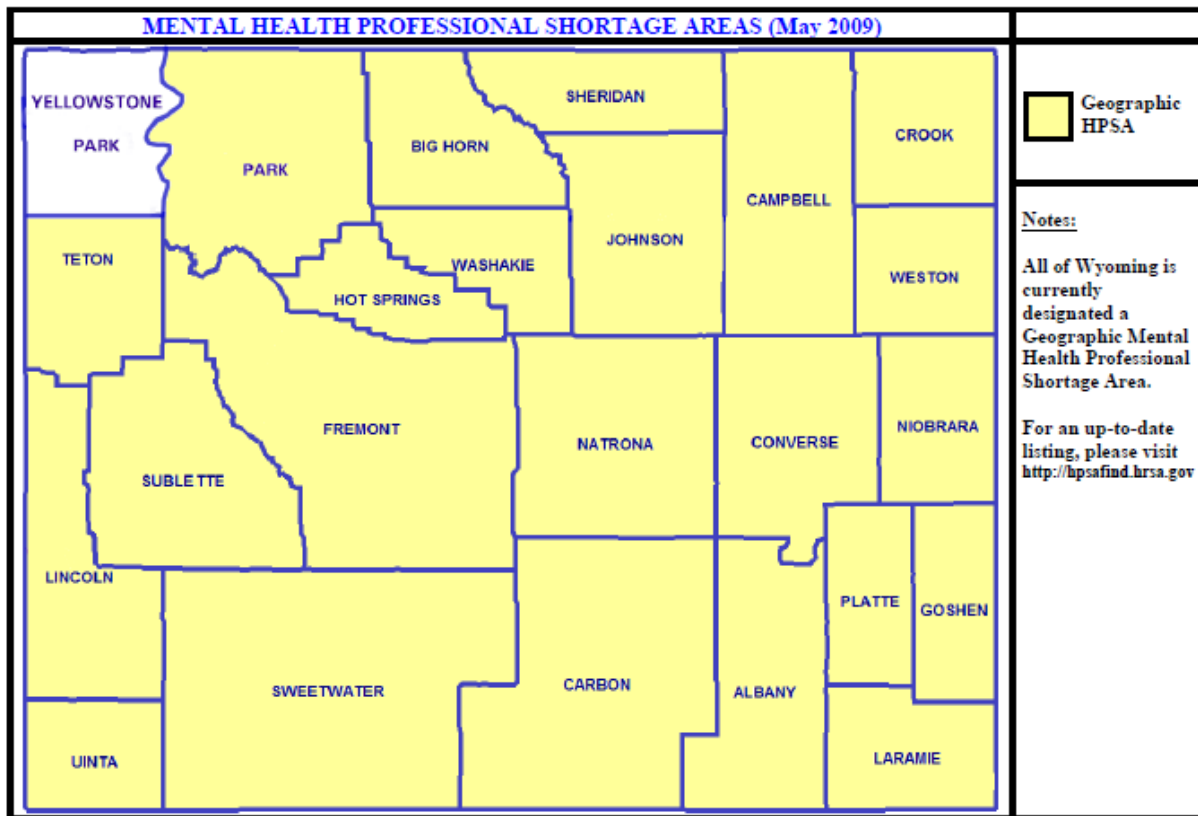 MENTAL HEALTH PROFESSIONAL SHORTAGE AREAS (May 2009)
YELLOWSTONE
PARK
PARK
BIG HORN
SHERIDAN
CROOK
CAMPBELL
JOHNSON
TETON
WASHAKIE
WESTON
HOT SPRINGS
FREMONT
NATRONA
CONVERSE
NIOBRARA
SUBLETTE
LINCOLN
PLATTE
GOSHEN
SWEETWATER
CARBON
ALBANY
UINTA
LARAMIE
Geographic
HPSA
Notes:
All of Wyoming is
currently
designated a
Geographic Mental
Health Professional
Shortage Area.
For an up-to-date
listing, please visit
http://hpsafind.hrsa.gov